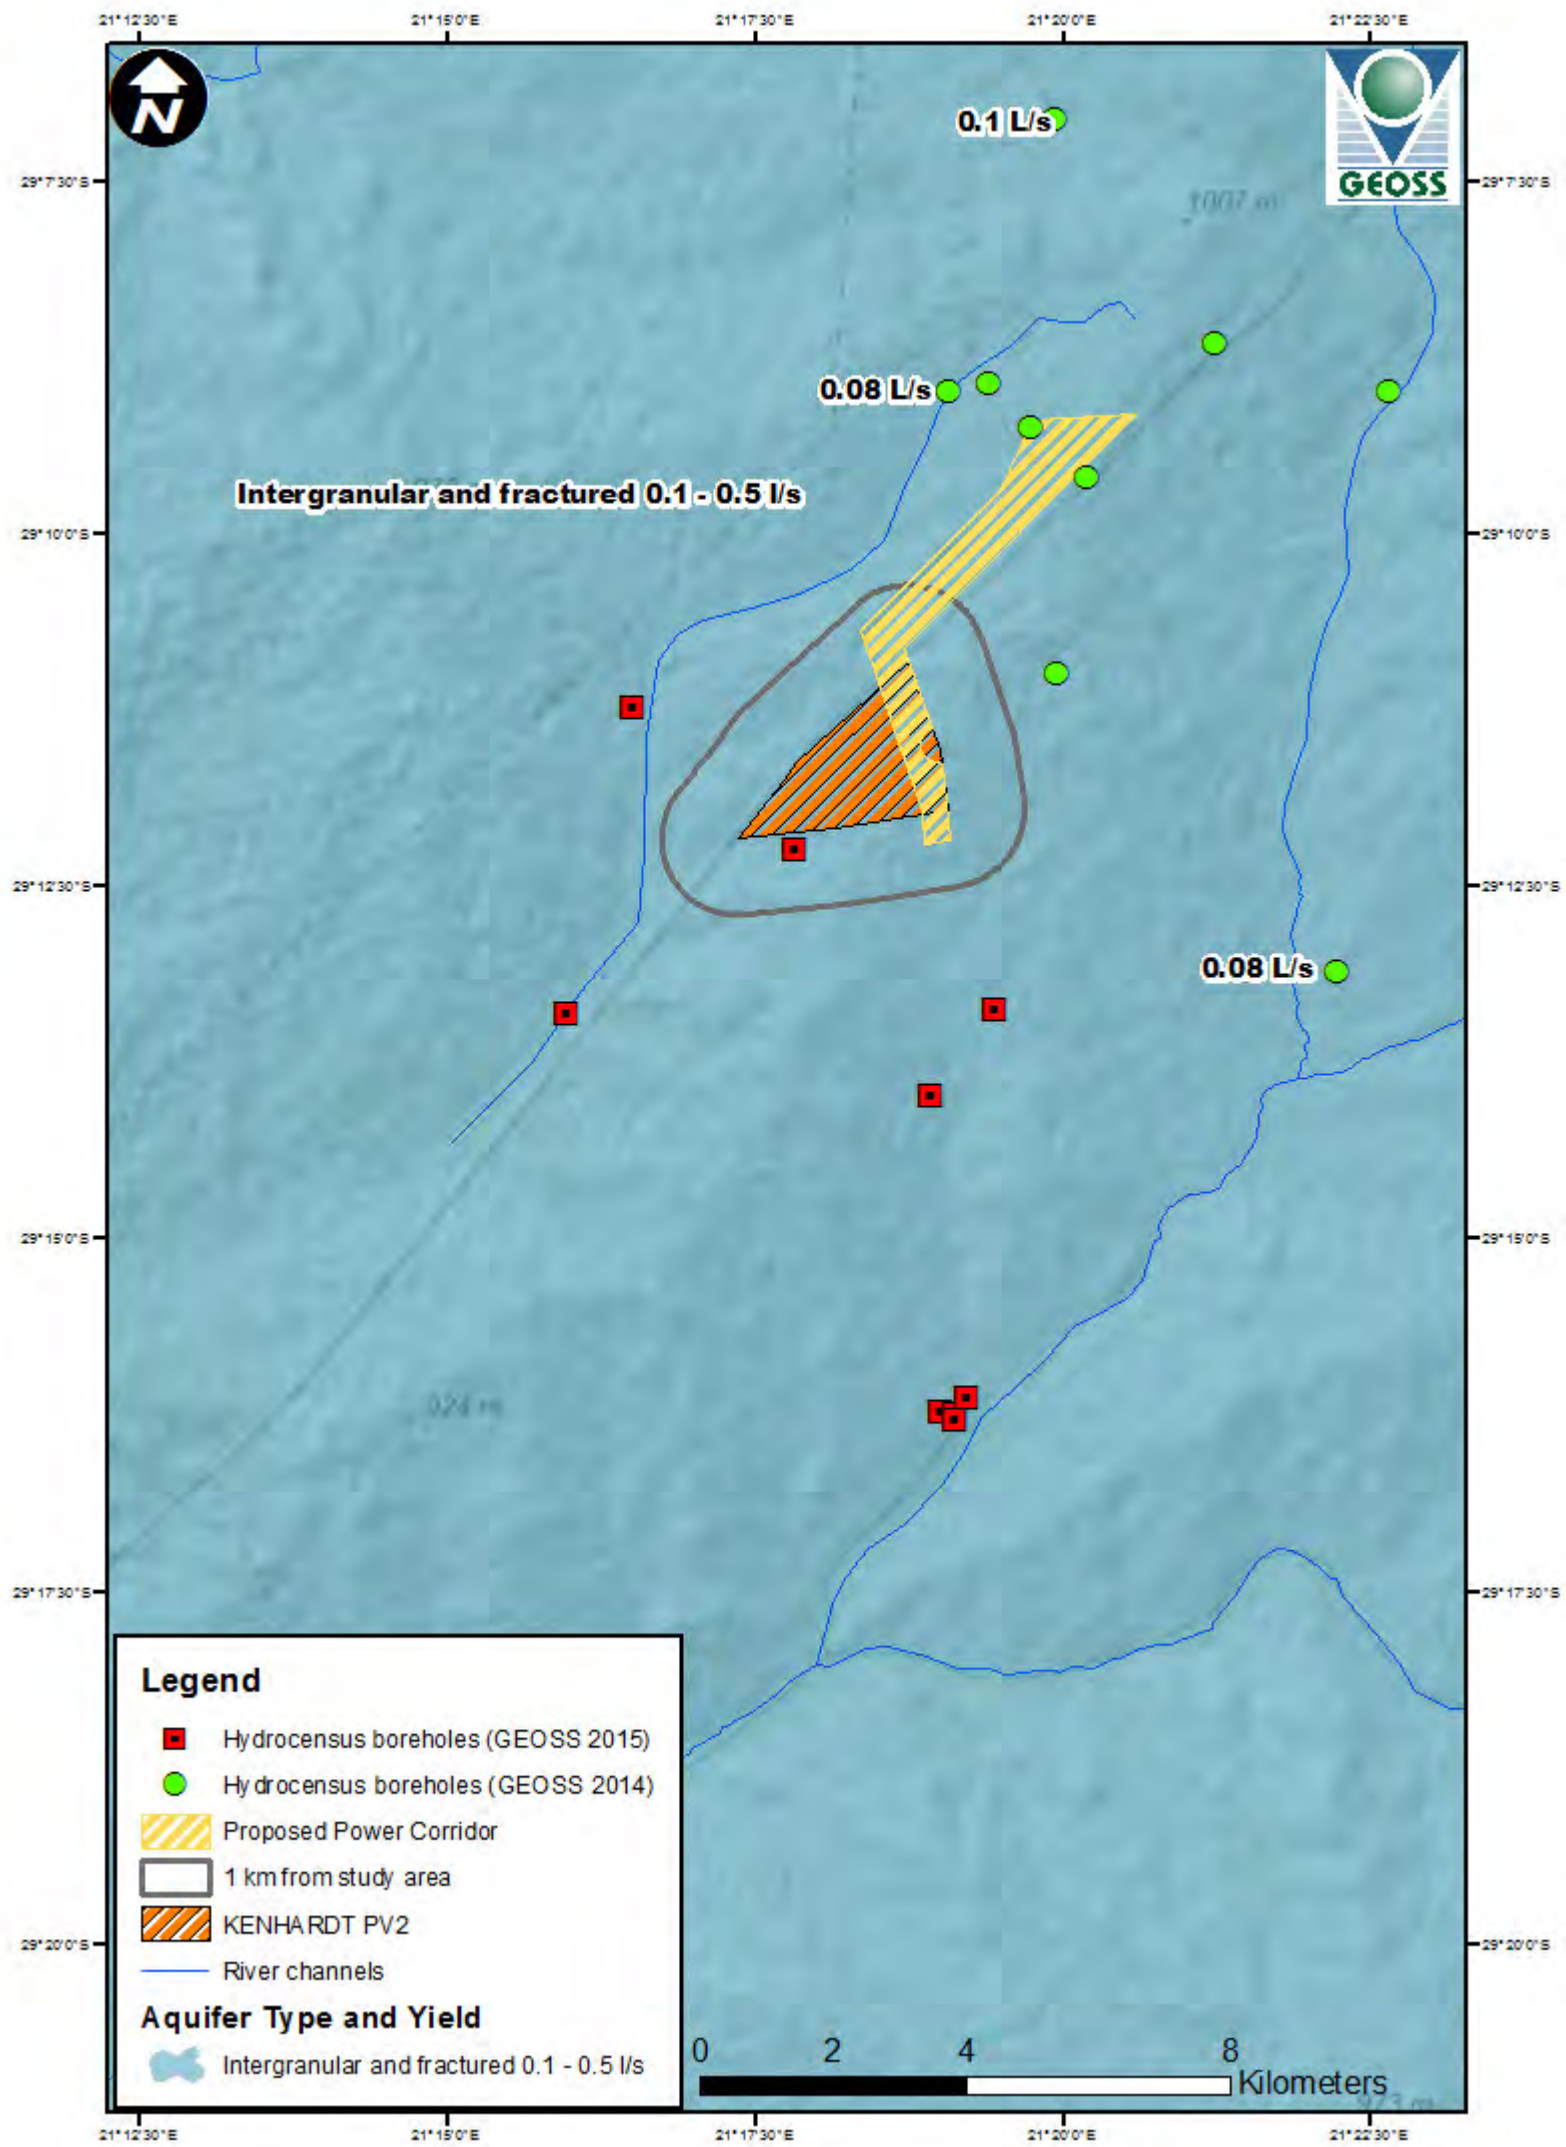 21°12'30"E 21°15'0"E 21°17'30"E 21°20'0"E 21°22'30"E
N
GEOSS
0.1 L/s
29°7'30"S 29°7'30"S
1007 m
0.08 L/s
Intergranular and fractured 0.1 - 0.5 l/s
29°10'0"S 29°10'0"S
29°12'30"S 29°12'30"S
0.08 L/s
29°15'0"S 29°15'0"S
924 m
29°17'30"S 29°17'30"S
Legend
Hydrocensus boreholes (GEOSS 2015)
Hydrocensus boreholes (GEOSS 2014)
Proposed Power Corridor
1 km from study area
KENHARDT PV2
29°20'0"S 29°20'0"S
River channels
Aquifer Type and Yield
Intergranular and fractured 0.1 - 0.5 l/s
0 2 4 8
Kilometers
973 m
21°12'30"E 21°15'0"E 21°17'30"E 21°20'0"E 21°22'30"E